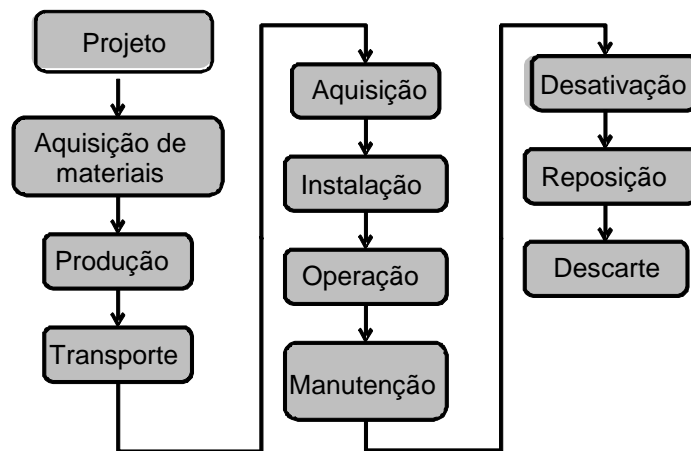 Projeto
Aquisição de
materiais
Produção
Transporte
Aquisição
Instalação
Operação
Manutenção
Desativação
Reposição
Descarte